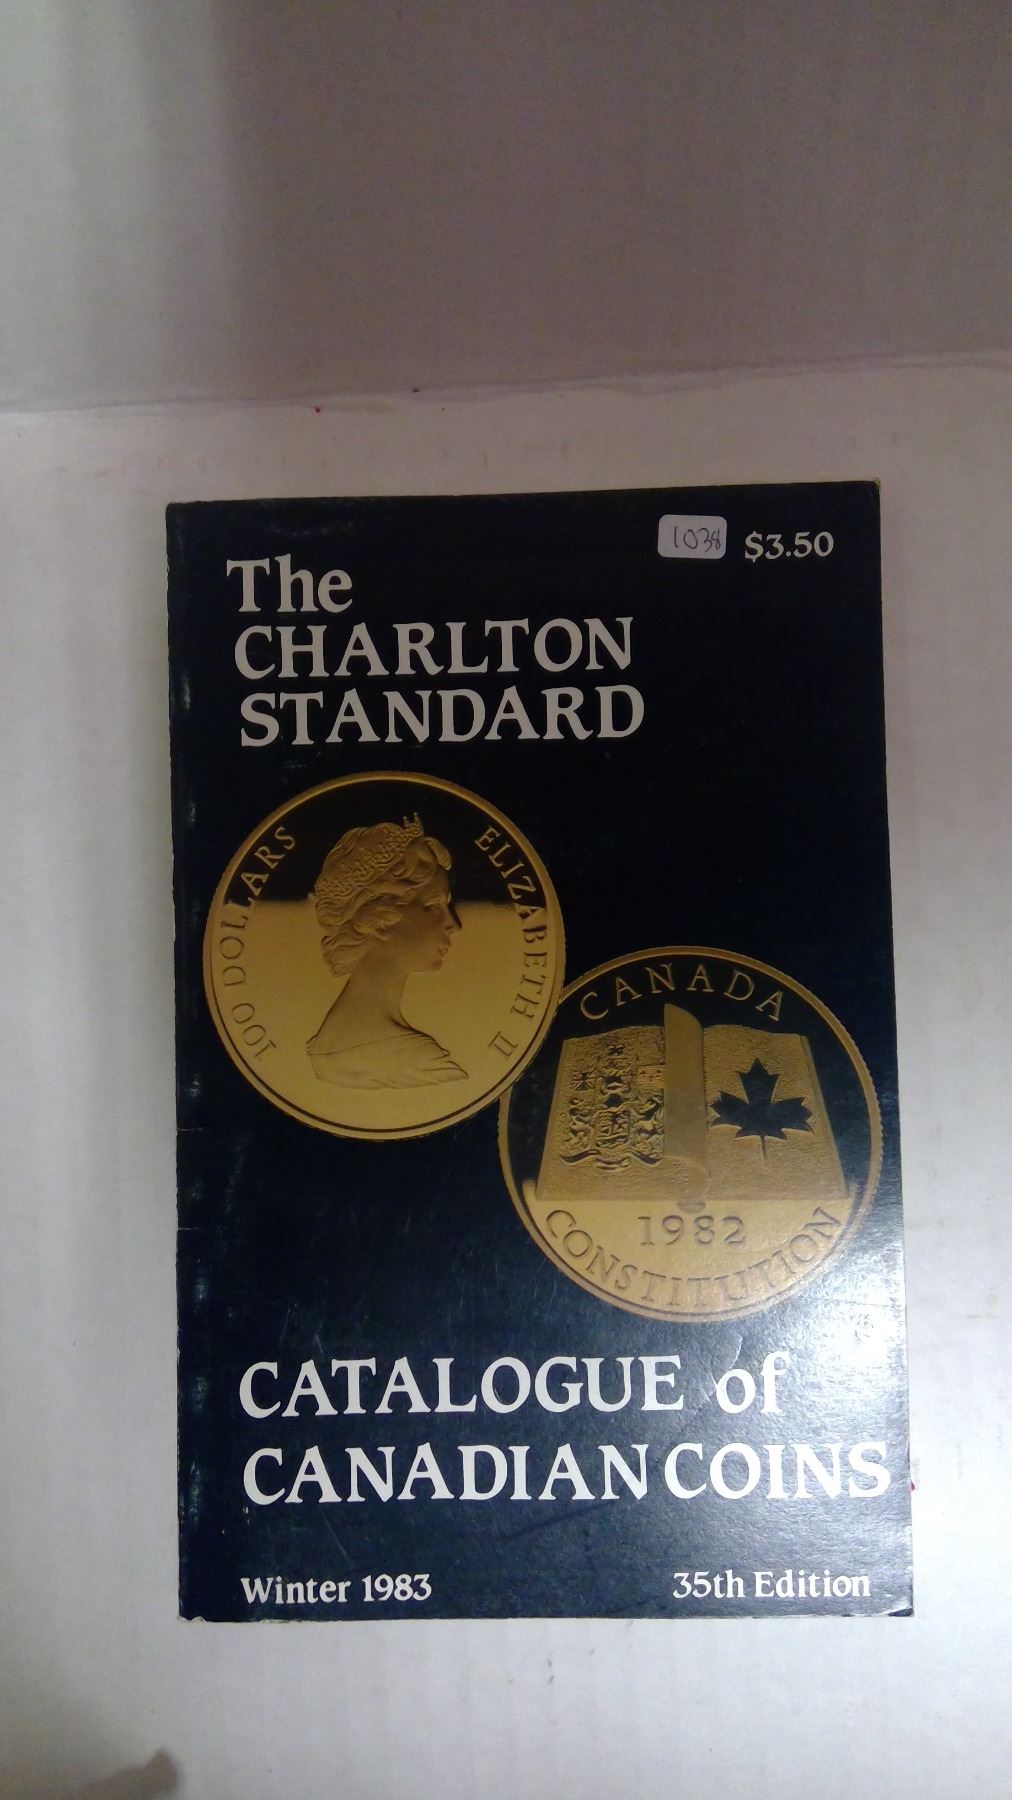 1038 $3.50
The
CHARLTON
STANDARD
100 DOLLARS ELIZABETH II
CANADA
1982
CONSTITUTION
CATALOGUE of
CANADIAN COINS
Winter 1983 35th Edition